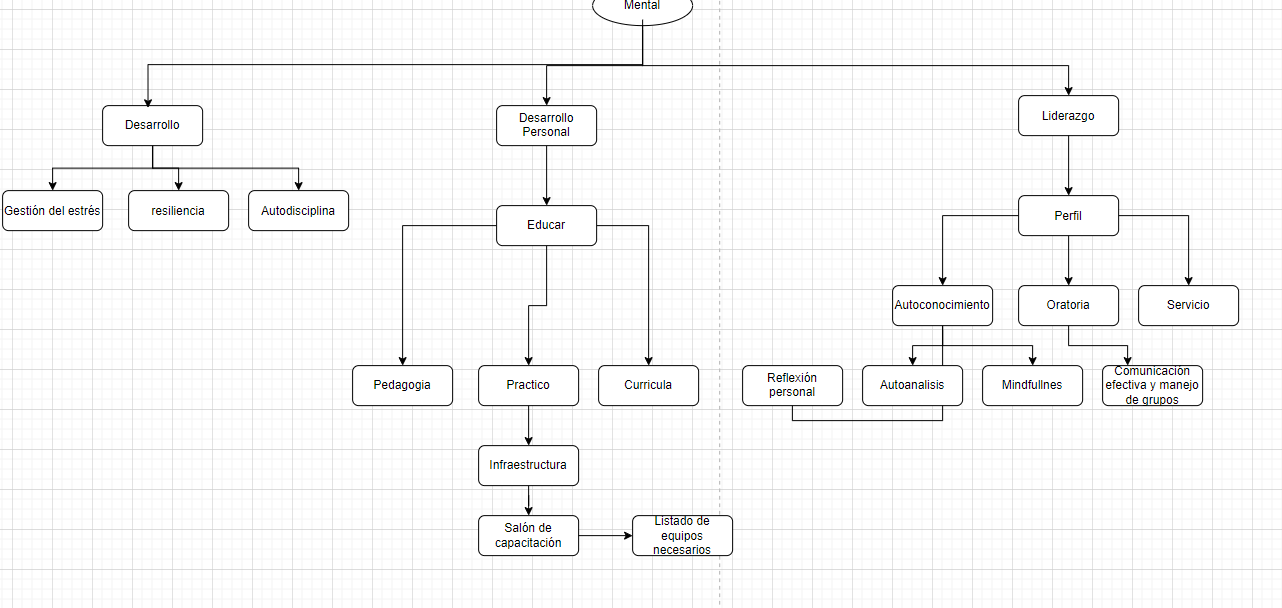 Mental
Desarrollo
Desarrollo
Personal
Liderazgo
Gestión del estrés
resiliencia
Autodisciplina
Educar
Perfil
Autoconocimiento
Oratoria
Servicio
Pedagogia
Practico
Curricula
Reflexión
personal
Autoanalisis
Mindfullnes
Comunicación
efectiva y manejo
de grupos
Infraestructura
Salón de
capacitación
Listado de
equipos
necesarios